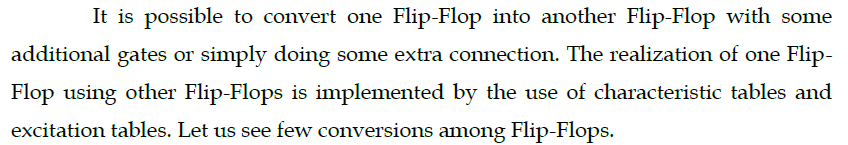 It is possible to convert one Flip-Flop into another Flip-Flop with some
additional gates or simply doing some extra connection. The realization of one Flip-
Flop using other Flip-Flops is implemented by the use of characteristic tables and
excitation tables. Let us see few conversions among Flip-Flops.